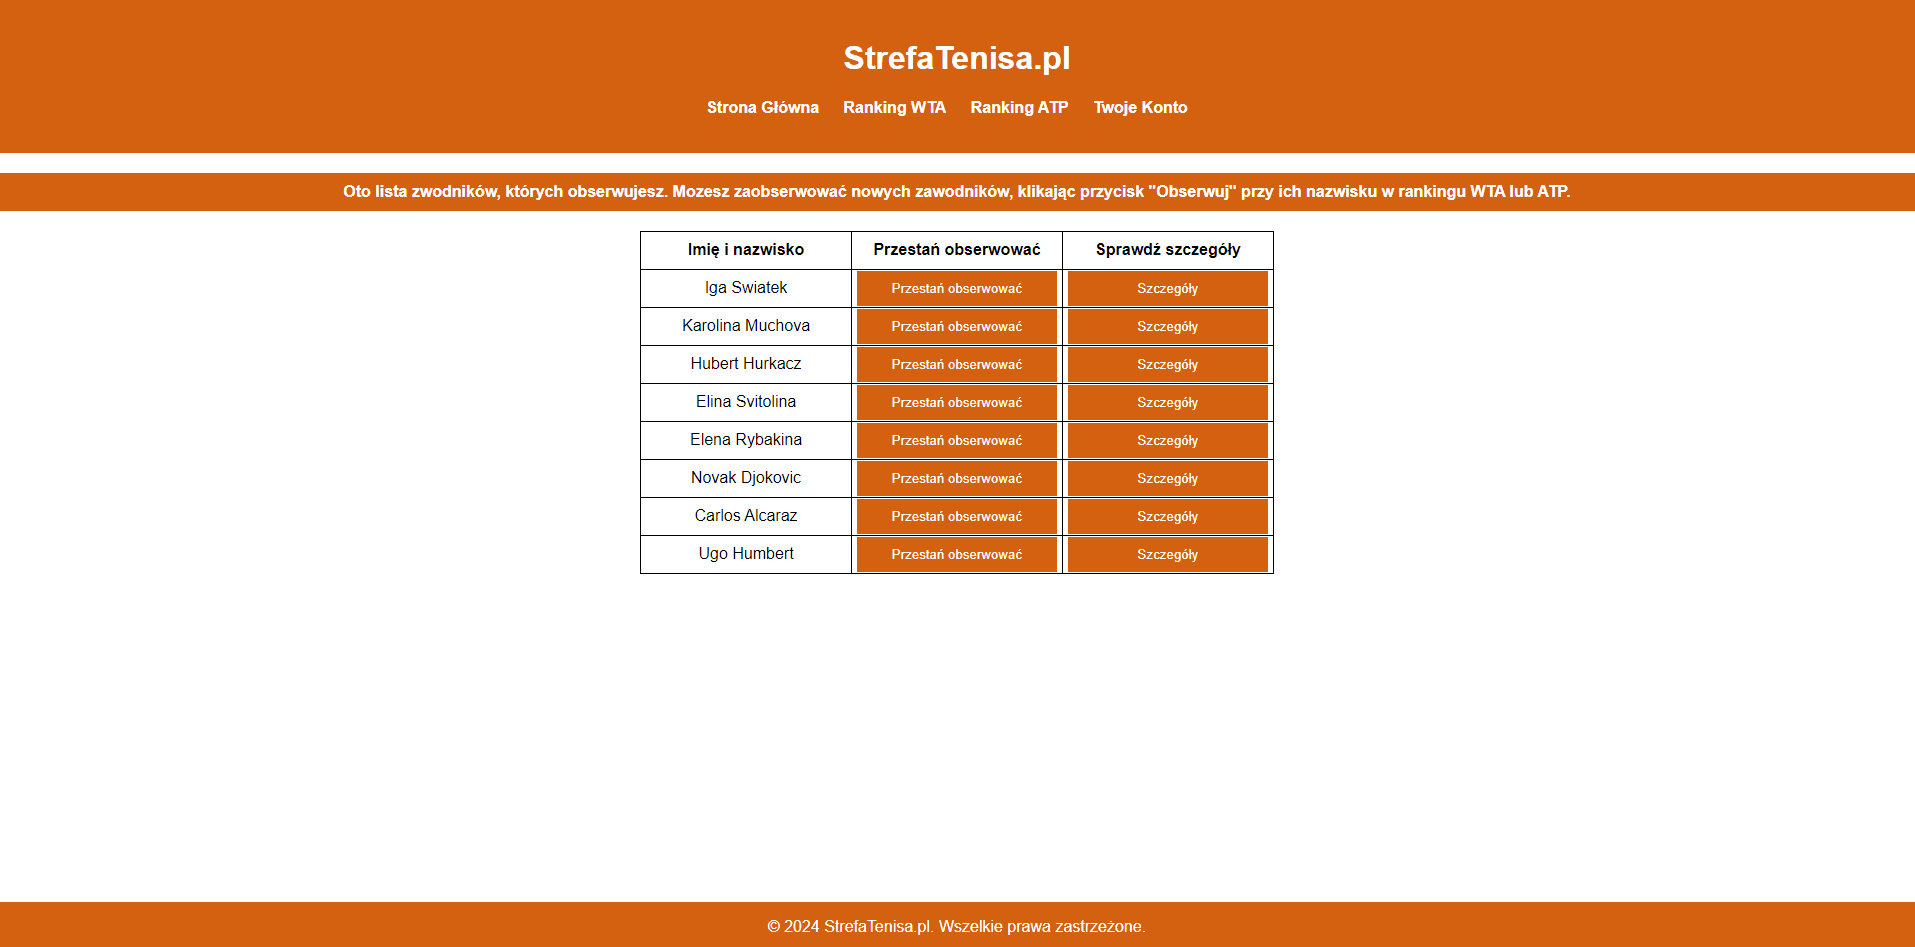 StrefaTenisa.pl
Strona Główna Ranking WTA Ranking ATP Twoje Konto
Oto lista zwodników, których obserwujesz. Mozesz zaobserwować nowych zawodników, klikając przycisk "Obserwuj" przy ich nazwisku w rankingu WTA lub ATP.
Imię i nazwisko Przestań obserwować Sprawdź szczegóły
Iga Swiatek Przestań obserwować Szczegóły
Karolina Muchova Przestań obserwować Szczegóły
Hubert Hurkacz Przestań obserwować Szczegóły
Elina Svitolina Przestań obserwować Szczegóły
Elena Rybakina Przestań obserwować Szczegóły
Novak Djokovic Przestań obserwować Szczegóły
Carlos Alcaraz Przestań obserwować Szczegóły
Ugo Humbert Przestań obserwować Szczegóły
© 2024 StrefaTenisa.pl. Wszelkie prawa zastrzeżone.